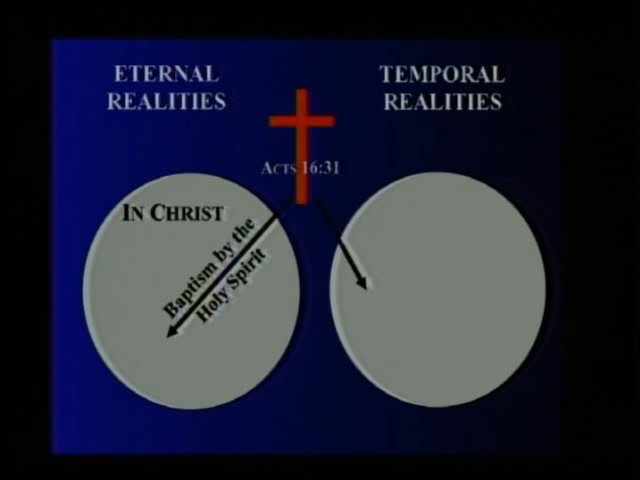 ETERNAL
REALITIES
TEMPORAL
REALITIES
ACTS 16:31
IN CHRIST
Baptism by the
Holy Spirit